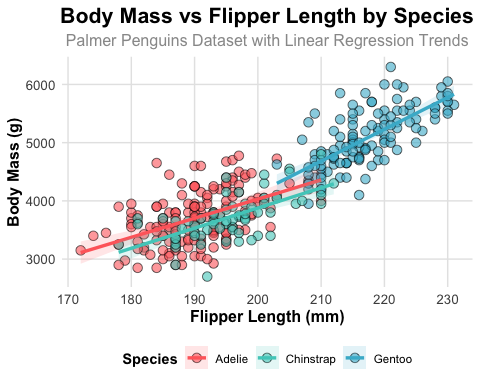 Body Mass vs Flipper Length by Species
Palmer Penguins Dataset with Linear Regression Trends
Body Mass (g)
6000
5000
4000
3000
170 180 190 200 210 220 230
Flipper Length (mm)
Species Adelie Chinstrap Gentoo